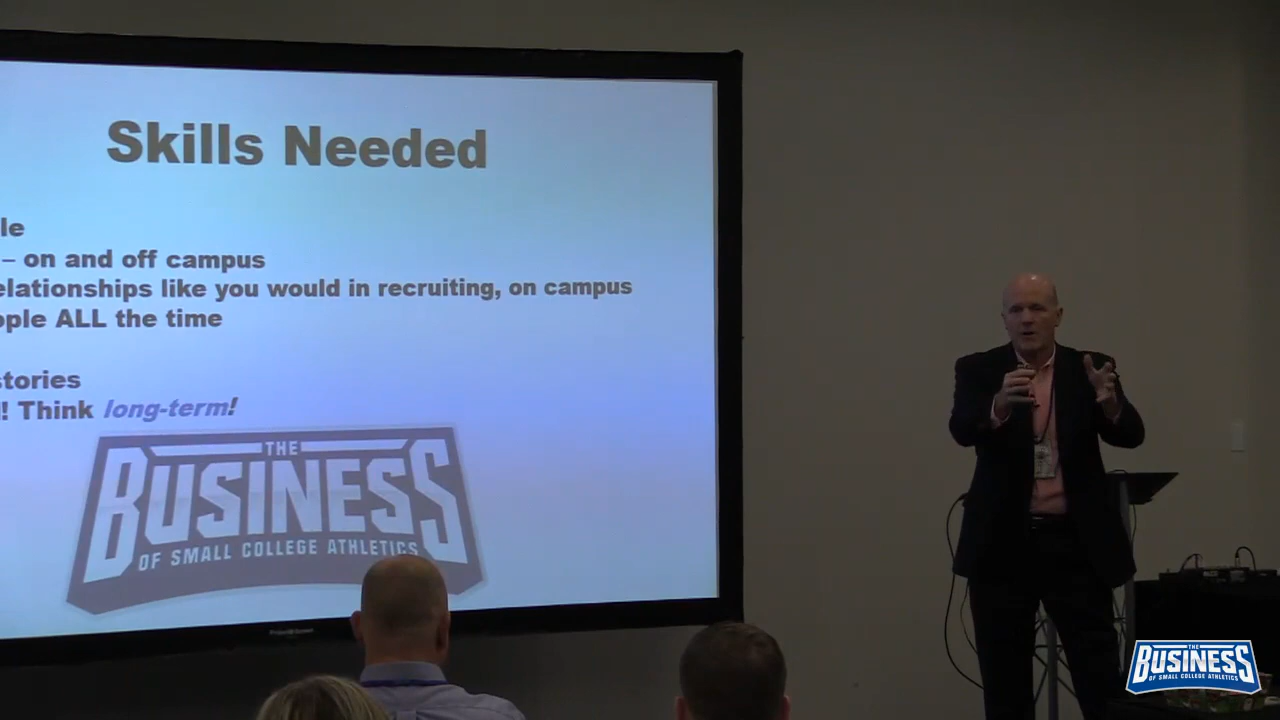 Skills Needed
le
– on and off campus
elationships like you would in recruiting, on campus
ople ALL the time
stories
! Think long-term!
THE
BUSINESS
OF SMALL COLLEGE ATHLETICS
THE
BUSINESS
OF SMALL COLLEGE ATHLETICS